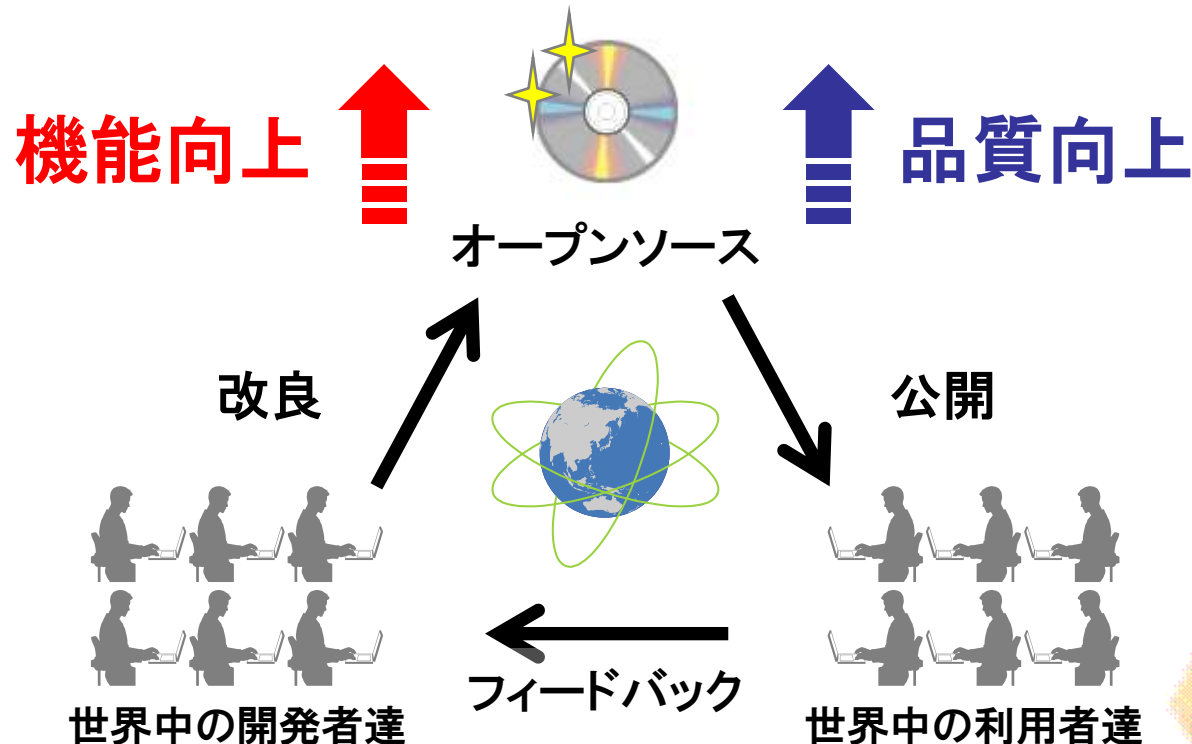 機能向上
品質向上
オープンソース
改良
公開
フィードバック
世界中の開発者達
世界中の利用者達